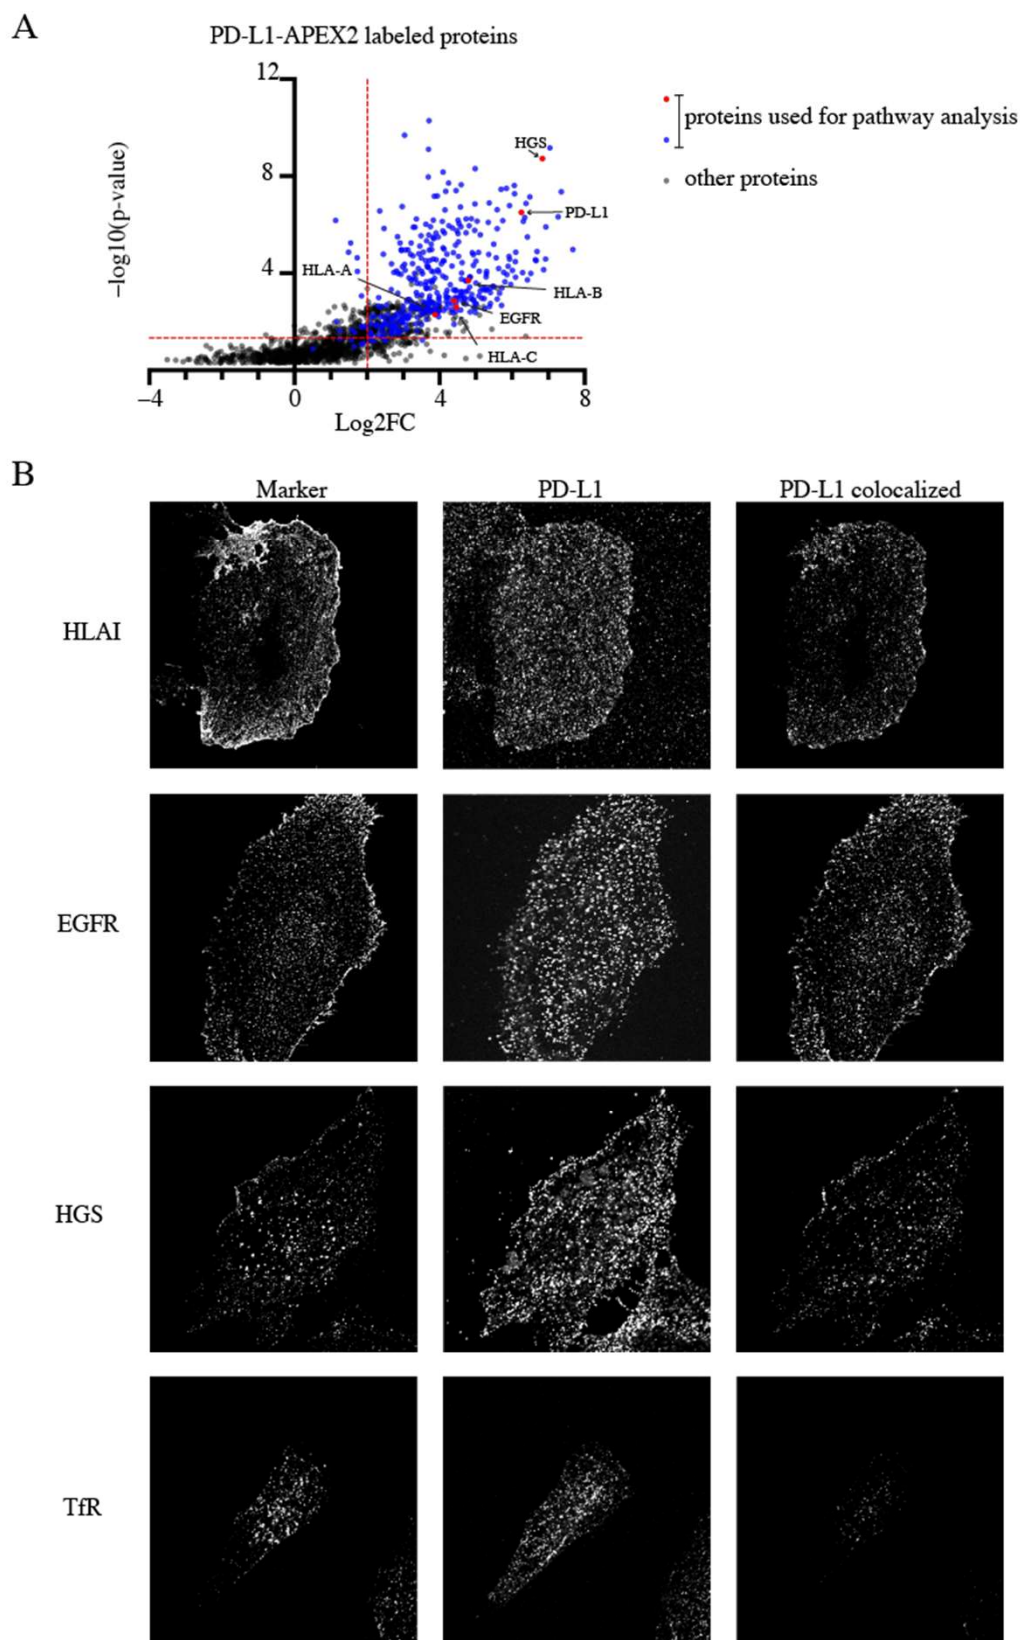 A
PD-L1-APEX2 labeled proteins
12
8
4
−log10(p-value)
−4
0
4
8
Log2FC
HGS
PD-L1
HLA-A
HLA-B
EGFR
HLA-C
proteins used for pathway analysis
other proteins
B
Marker
PD-L1
PD-L1 colocalized
HLAI
EGFR
HGS
TfR